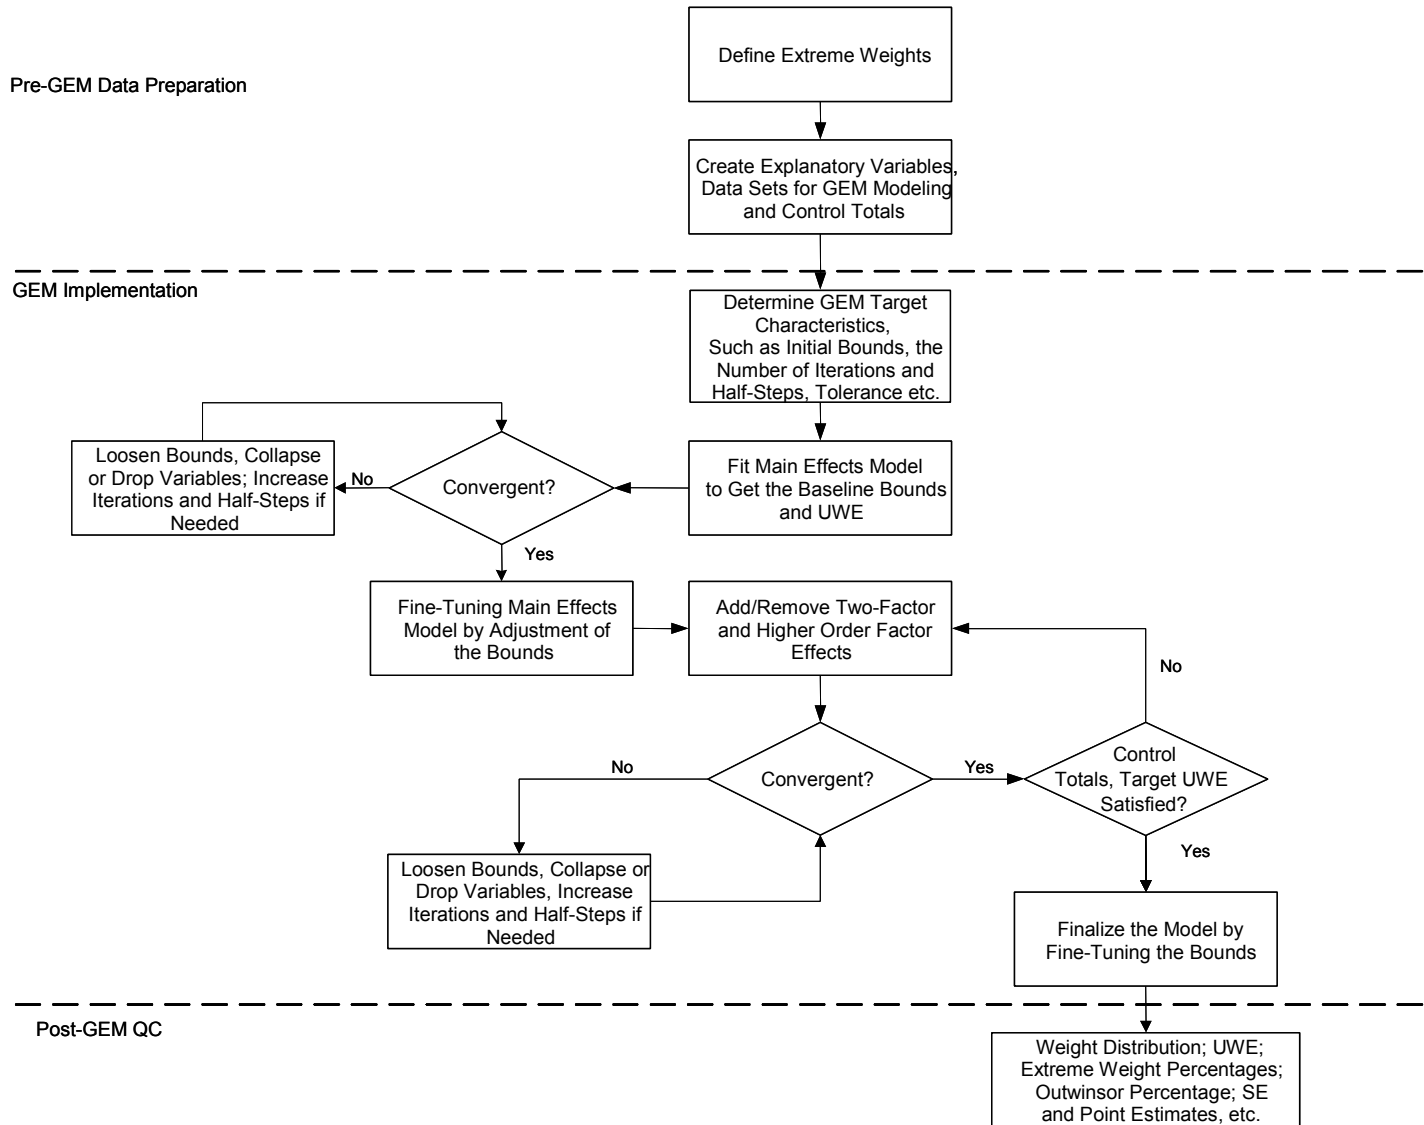 Define Extreme Weights
Pre-GEM Data Preparation
Create Explanatory Variables,
Data Sets for GEM Modeling
and Control Totals
GEM Implementation
Determine GEM Target
Characteristics,
Such as Initial Bounds, the
Number of Iterations and
Half-Steps, Tolerance etc.
Loosen Bounds, Collapse
or Drop Variables; Increase
Iterations and Half-Steps if
Needed
No
Convergent?
Fit Main Effects Model
to Get the Baseline Bounds
and UWE
Yes
Fine-Tuning Main Effects
Model by Adjustment of
the Bounds
Add/Remove Two-Factor
and Higher Order Factor
Effects
No
No
Convergent?
Yes
Control
Totals, Target UWE
Satisfied?
Yes
Loosen Bounds, Collapse or
Drop Variables, Increase
Iterations and Half-Steps if
Needed
Finalize the Model by
Fine-Tuning the Bounds
Post-GEM QC
Weight Distribution; UWE;
Extreme Weight Percentages;
Outwinsor Percentage; SE
and Point Estimates, etc.